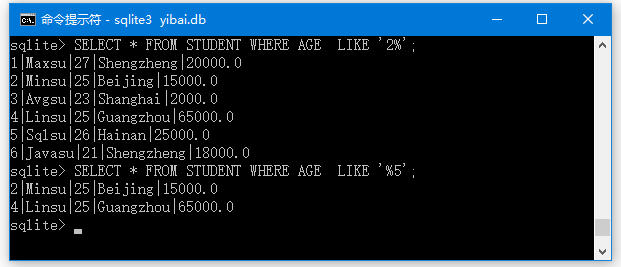 命令提示符 - sqlite3 yibai.db
sqlite> SELECT * FROM STUDENT WHERE AGE  LIKE '2%';
1|Maxsu|27|Shengzheng|20000.0
2|Minsu|25|Beijing|15000.0
3|Avgsu|23|Shanghai|2000.0
4|Linsu|25|Guangzhou|65000.0
5|Sqlsu|26|Hainan|25000.0
6|Javasu|21|Shengzheng|18000.0
sqlite> SELECT * FROM STUDENT WHERE AGE  LIKE '%5';
2|Minsu|25|Beijing|15000.0
4|Linsu|25|Guangzhou|65000.0
sqlite>